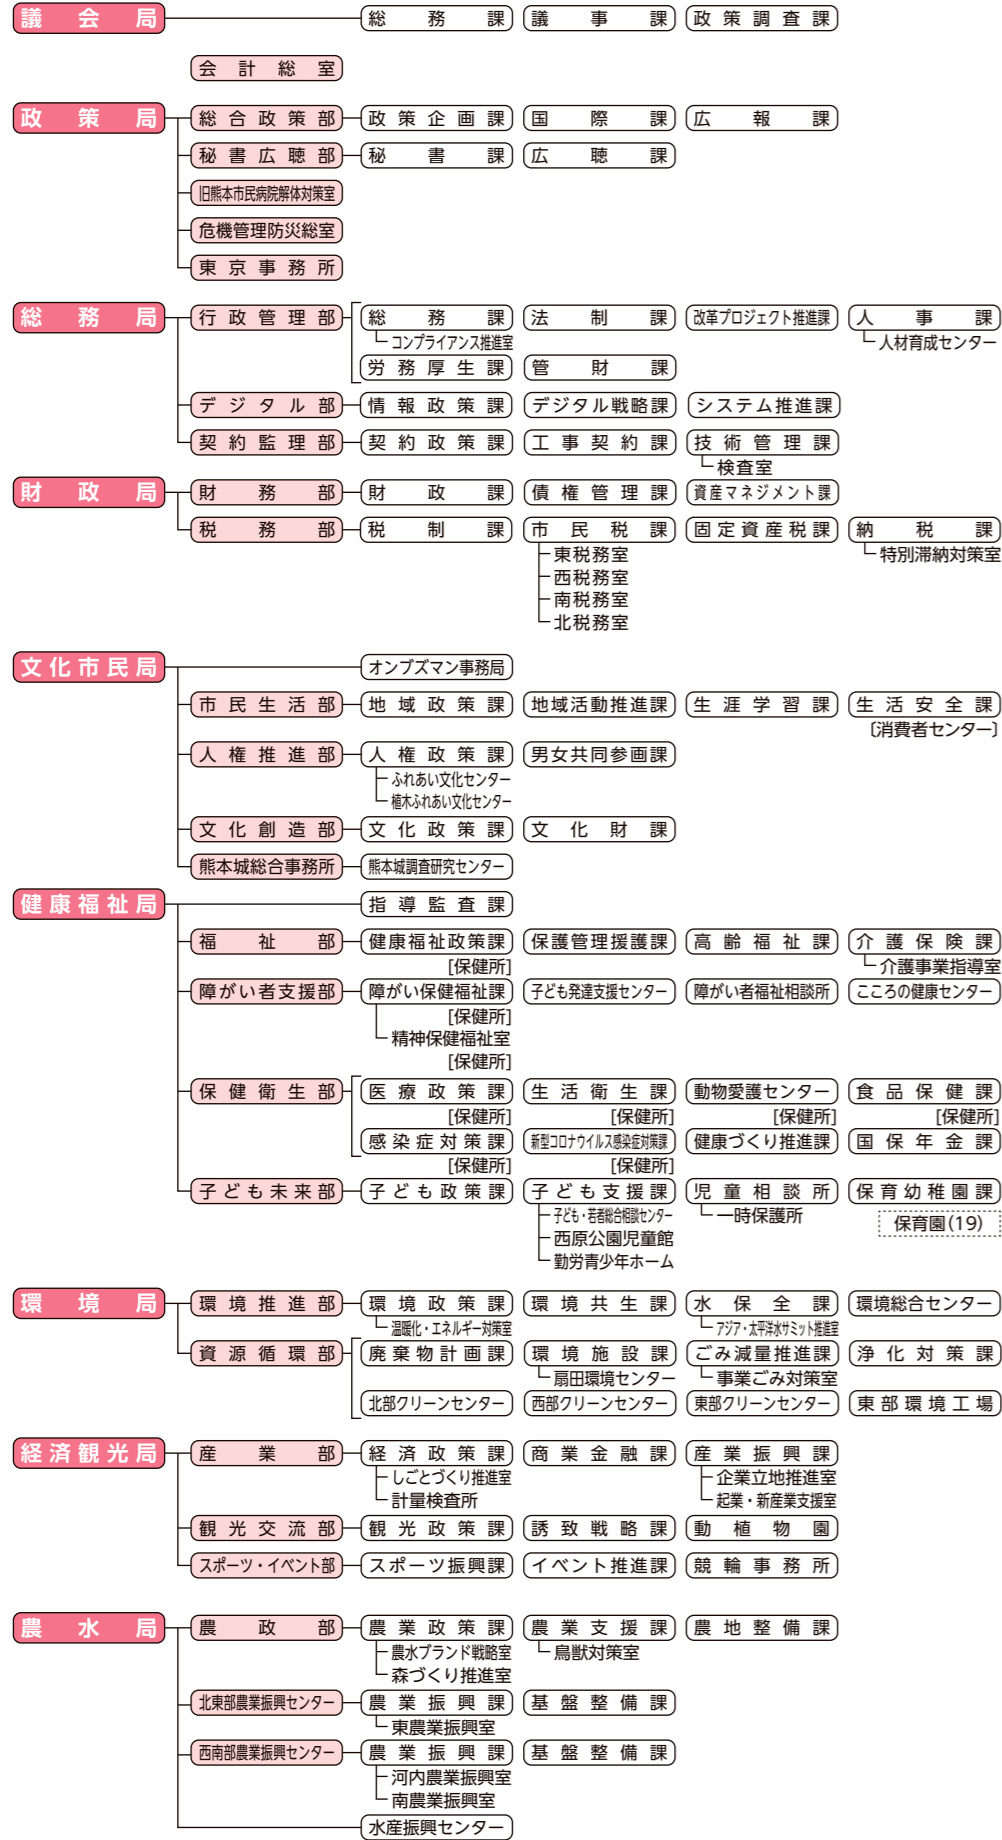 議会局 総務課 議事課 政策調査課
会計総室
政策局 総合政策部 政策企画課 国際課 広報課
秘書広聴部 秘書課 広聴課
旧熊本市民病院解体対策室
危機管理防災総室
東京事務所
総務局 行政管理部 総務課 法制課 改革プロジェクト推進課 人事課
コンプライアンス推進室 人材育成センター
労務厚生課 管財課
デジタル部 情報政策課 デジタル戦略課 システム推進課
契約監理部 契約政策課 工事契約課 技術管理課
検査室
財政局 財務部 財政課 債権管理課 資産マネジメント課
税務部 税制課 市民税課 固定資産税課 納税課
東税務室 特別滞納対策室
西税務室
南税務室
北税務室
文化市民局 オンブズマン事務局
市民生活部 地域政策課 地域活動推進課 生涯学習課 生活安全課
〔消費者センター〕
人権推進部 人権政策課 男女共同参画課
ふれあい文化センター
植木ふれあい文化センター
文化創造部 文化政策課 文化財課
熊本城総合事務所 熊本城調査研究センター
健康福祉局 指導監査課
福祉部 健康福祉政策課 保護管理援護課 高齢福祉課 介護保険課
[保健所] 介護事業指導室
障がい者支援部 障がい保健福祉課 子ども発達支援センター 障がい者福祉相談所 こころの健康センター
[保健所]
精神保健福祉室
[保健所]
保健衛生部 医療政策課 生活衛生課 動物愛護センター 食品保健課
[保健所] [保健所] [保健所] [保健所]
感染症対策課 新型コロナウイルス感染症対策課 健康づくり推進課 国保年金課
[保健所] [保健所]
子ども未来部 子ども政策課 子ども支援課 児童相談所 保育幼稚園課
子ども・若者総合相談センター 一時保護所 保育園(19)
西原公園児童館
勤労青少年ホーム
環境局 環境推進部 環境政策課 環境共生課 水保全課 環境総合センター
温暖化・エネルギー対策室 アジア・太平洋水サミット推進室
資源循環部 廃棄物計画課 環境施設課 ごみ減量推進課 浄化対策課
扇田環境センター 事業ごみ対策室
北部クリーンセンター 西部クリーンセンター 東部クリーンセンター 東部環境工場
経済観光局 産業部 経済政策課 商業金融課 産業振興課
しごとづくり推進室 企業立地推進室
計量検査所 起業・新産業支援室
観光交流部 観光政策課 誘致戦略課 動植物園
スポーツ・イベント部 スポーツ振興課 イベント推進課 競輪事務所
農水局 農政部 農業政策課 農業支援課 農地整備課
農水ブランド戦略室 鳥獣対策室
森づくり推進室
北東部農業振興センター 農業振興課 基盤整備課
東農業振興室
西南部農業振興センター 農業振興課 基盤整備課
河内農業振興室
南農業振興室
水産振興センター